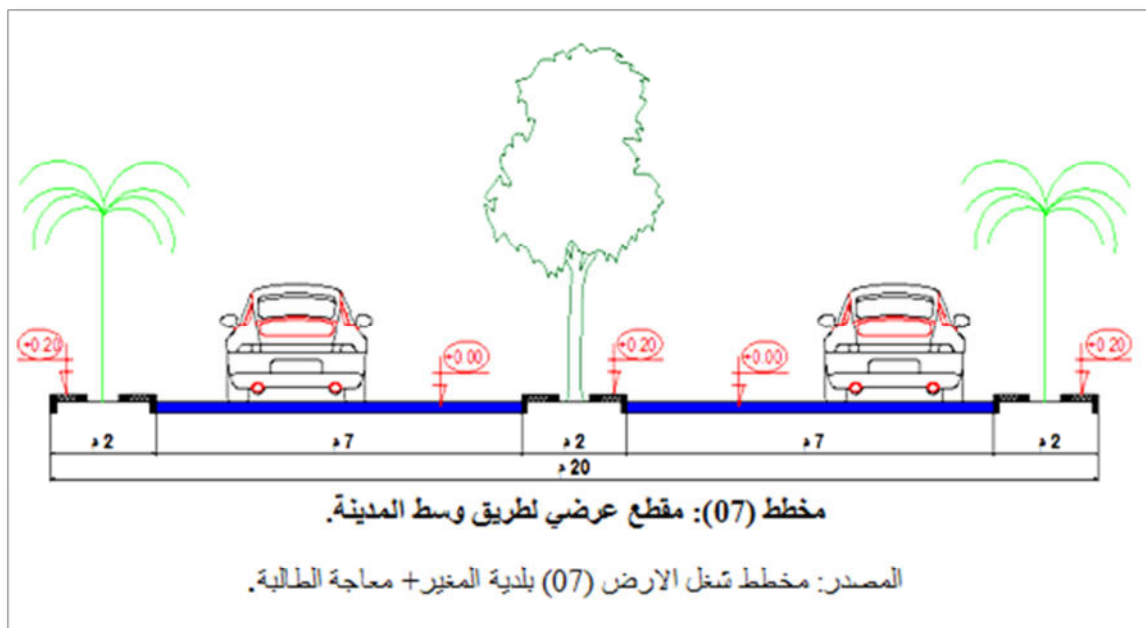 +0.20
+0.00
+0.20
+0.00
+0.20
2 م
7 م
2 م
7 م
2 م
20 م
مخطط (07): مقطع عرضي لطريق وسط المدينة.
المصدر: مخطط شغل الارض (07) بلدية المغير+ معاجة الطالبة.